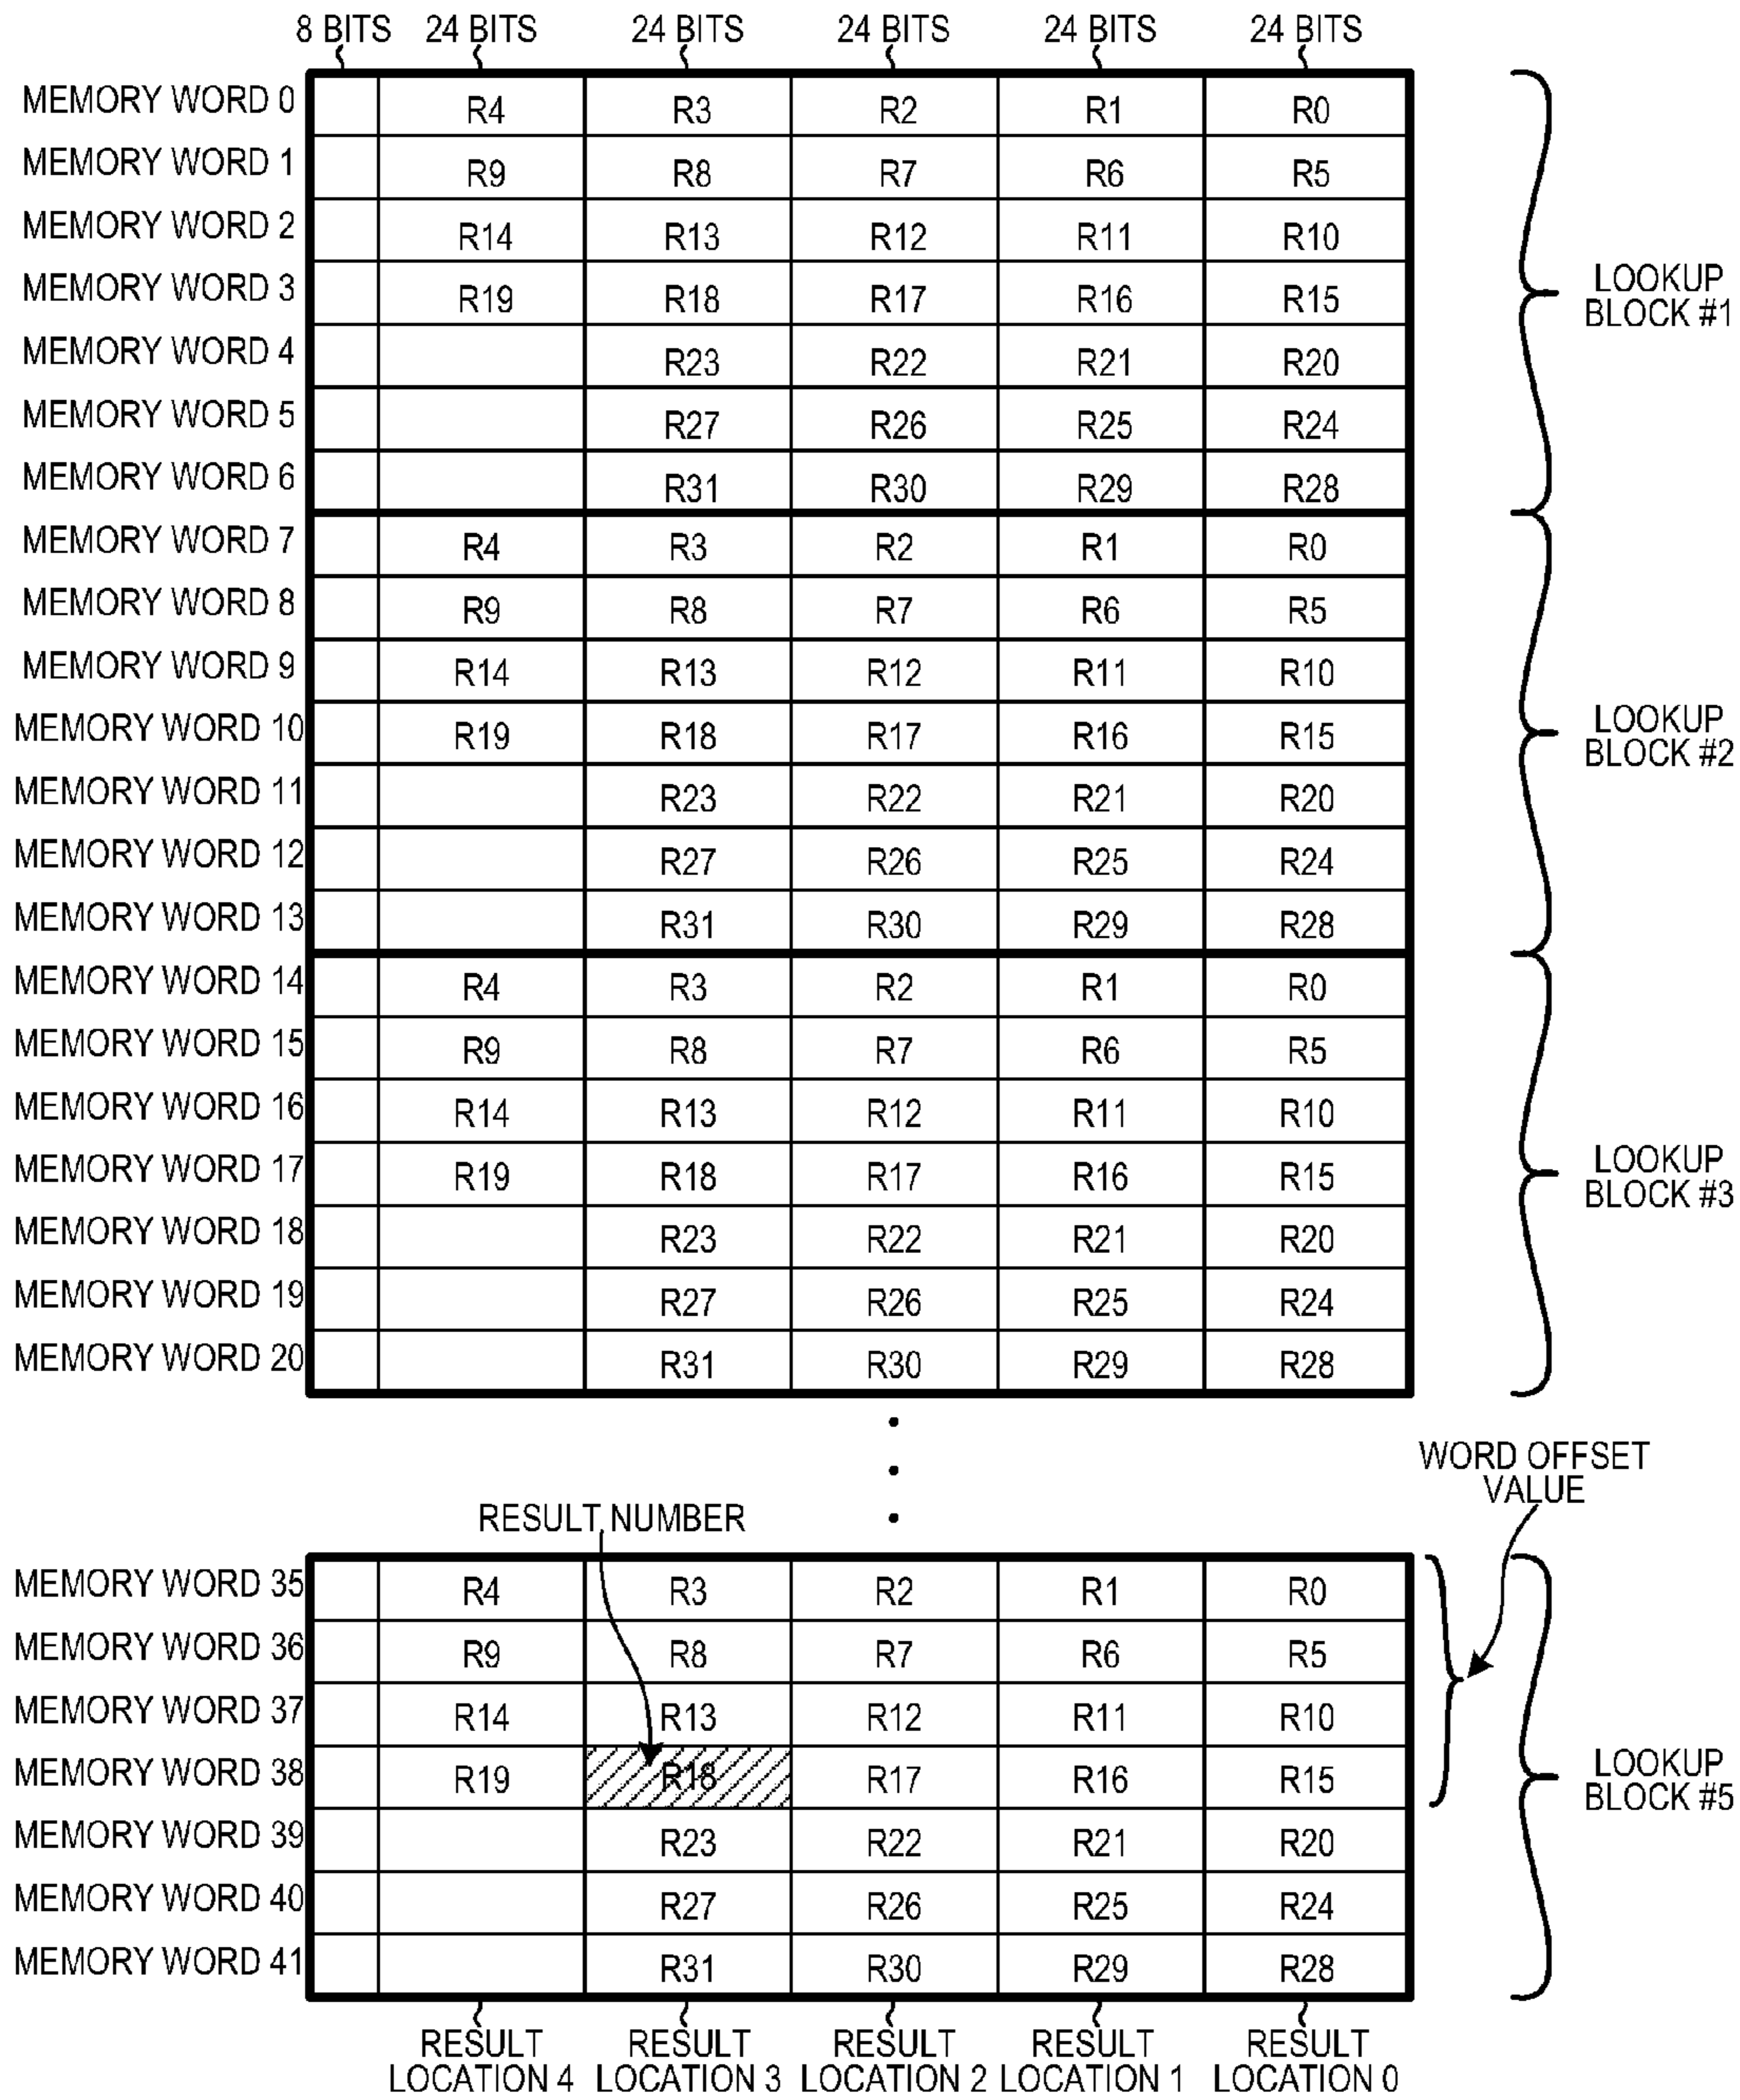 8 BITS 24 BITS 24 BITS 24 BITS 24 BITS 24 BITS
MEMORY WORD 0 R4 R3 R2 R1 R0
MEMORY WORD 1 R9 R8 R7 R6 R5
MEMORY WORD 2 R14 R13 R12 R11 R10
MEMORY WORD 3 R19 R18 R17 R16 R15
LOOKUP
BLOCK #1
MEMORY WORD 4 R23 R22 R21 R20
MEMORY WORD 5 R27 R26 R25 R24
MEMORY WORD 6 R31 R30 R29 R28
MEMORY WORD 7 R4 R3 R2 R1 R0
MEMORY WORD 8 R9 R8 R7 R6 R5
MEMORY WORD 9 R14 R13 R12 R11 R10
MEMORY WORD 10 R19 R18 R17 R16 R15
LOOKUP
BLOCK #2
MEMORY WORD 11 R23 R22 R21 R20
MEMORY WORD 12 R27 R26 R25 R24
MEMORY WORD 13 R31 R30 R29 R28
MEMORY WORD 14 R4 R3 R2 R1 R0
MEMORY WORD 15 R9 R8 R7 R6 R5
MEMORY WORD 16 R14 R13 R12 R11 R10
MEMORY WORD 17 R19 R18 R17 R16 R15
LOOKUP
BLOCK #3
MEMORY WORD 18 R23 R22 R21 R20
MEMORY WORD 19 R27 R26 R25 R24
MEMORY WORD 20 R31 R30 R29 R28
WORD OFFSET
VALUE
RESULT NUMBER
MEMORY WORD 35 R4 R3 R2 R1 R0
MEMORY WORD 36 R9 R8 R7 R6 R5
MEMORY WORD 37 R14 R13 R12 R11 R10
MEMORY WORD 38 R19 R18 R17 R16 R15
LOOKUP
BLOCK #5
MEMORY WORD 39 R23 R22 R21 R20
MEMORY WORD 40 R27 R26 R25 R24
MEMORY WORD 41 R31 R30 R29 R28
RESULT RESULT RESULT RESULT RESULT
LOCATION 4 LOCATION 3 LOCATION 2 LOCATION 1 LOCATION 0